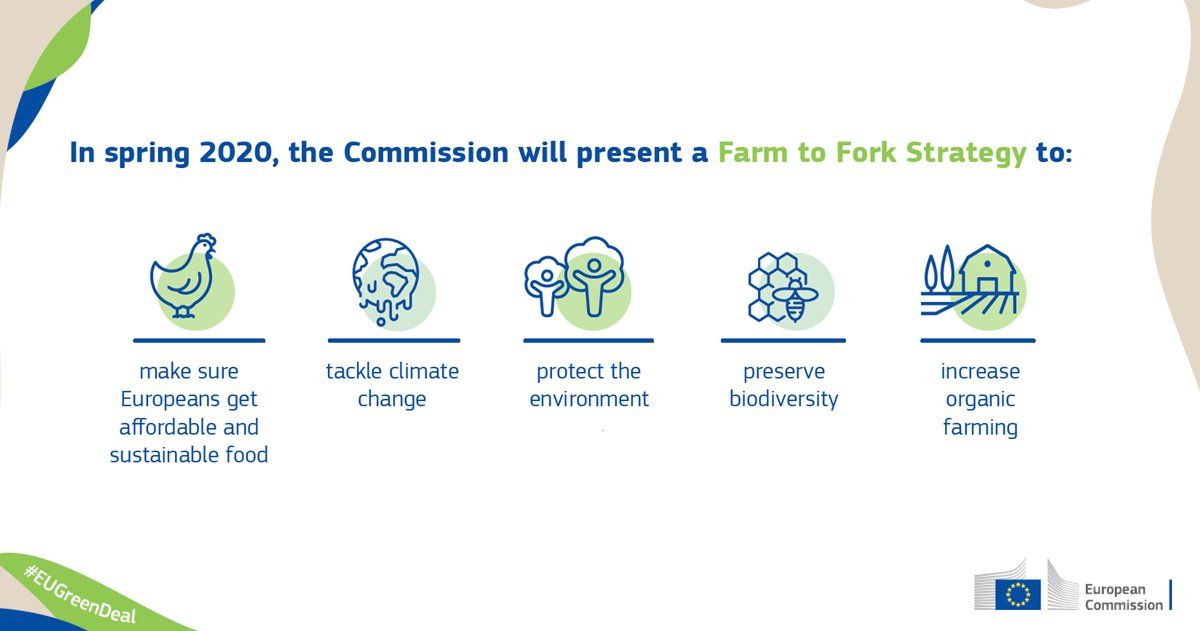 In spring 2020, the Commission will present a Farm to Fork Strategy to:
make sure
Europeans get
affordable and
sustainable food
tackle climate
change
protect the
environment
.
preserve
biodiversity
increase
organic
farming
#EUGreenDeal
European
Commission